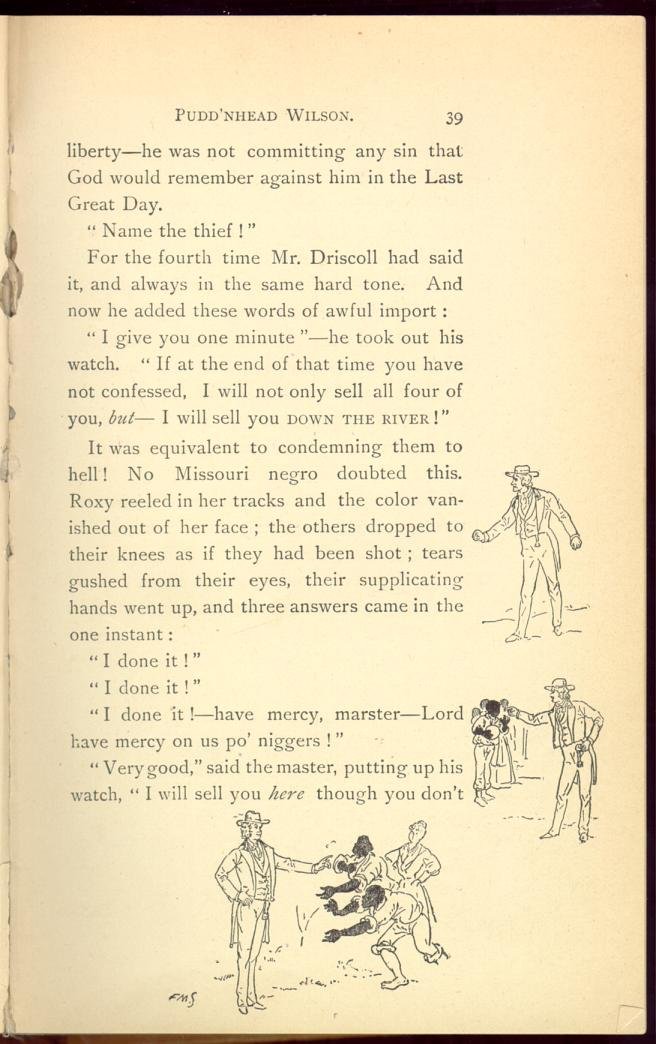 PUDD'NHEAD WILSON. 39
liberty—he was not committing any sin that
God would remember against him in the Last
Great Day.
“ Name the thief ! ”
For the fourth time Mr. Driscoll had said
it, and always in the same hard tone. And
now he added these words of awful import :
“ I give you one minute ”—he took out his
watch. “ If at the end of that time you have
not confessed, I will not only sell all four of
you, but— I will sell you DOWN THE RIVER ! ”
It was equivalent to condemning them to
hell ! No Missouri negro doubted this.
Roxy reeled in her tracks and the color van-
ished out of her face ; the others dropped to
their knees as if they had been shot ; tears
gushed from their eyes, their supplicating
hands went up, and three answers came in the
one instant :
“ I done it ! ”
“ I done it ! ”
“ I done it !—have mercy, marster—Lord
have mercy on us po’ niggers ! ”
“ Very good,” said the master, putting up his
watch, “ I will sell you here though you don’t
FMS